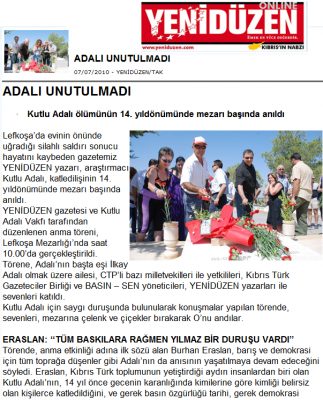 ONLINE
YENİDÜZEN
www.yeniduzen.com
KIBRIS'IN NABZI
ADALI UNUTULMADI
07/07/2010 - YENİDÜZEN/TAK
ADALI UNUTULMADI
Kutlu Adalı ölümünün 14. yıldönümünde mezarı başında anıldı
Lefkoşa'da evinin önünde
uğradığı silahlı saldırı sonucu
hayatını kaybeden gazetemiz
YENİDÜZEN yazarı, araştırmacı
Kutlu Adalı, katledilişinin 14.
yıldönümünde mezarı başında
anıldı.
YENİDÜZEN gazetesi ve Kutlu
Adalı Vakfı tarafından
düzenlenen anma töreni,
Lefkoşa Mezarlığı'nda saat
10.00'da gerçekleştirildi.
Törene, Adalı'nın başta eşi İlkay
Adalı olmak üzere ailesi, CTP'li bazı milletvekilleri ile yetkilileri, Kıbrıs Türk
Gazeteciler Birliği ve BASIN – SEN yöneticileri, YENİDÜZEN yazarları ile
sevenleri katıldı.
Kutlu Adalı için saygı duruşunda bulunularak konuşmalar yapılan törende,
sevenleri, mezarına çelenk ve çiçekler bırakarak O'nu andılar.
ERASLAN: “TÜM BASKILARA RAĞMEN YILMAZ BİR DURUŞU VARDI”
Törende, anma etkinliği adına ilk sözü alan Burhan Eraslan, barış ve demokrasi
için tüm toprağa düşenler gibi Adalı'nın da anısının yaşatılmaya devam edeceğini
söyledi. Eraslan, Kıbrıs Türk toplumunun yetiştirdiği aydın insanlardan biri olan
Kutlu Adalı'nın, 14 yıl önce gecenin karanlığında kimilerine göre kimliği belirsiz
olan kişilerce katledildiğini, ve gerek basın özgürlüğü tarihi, gerek demokrasi